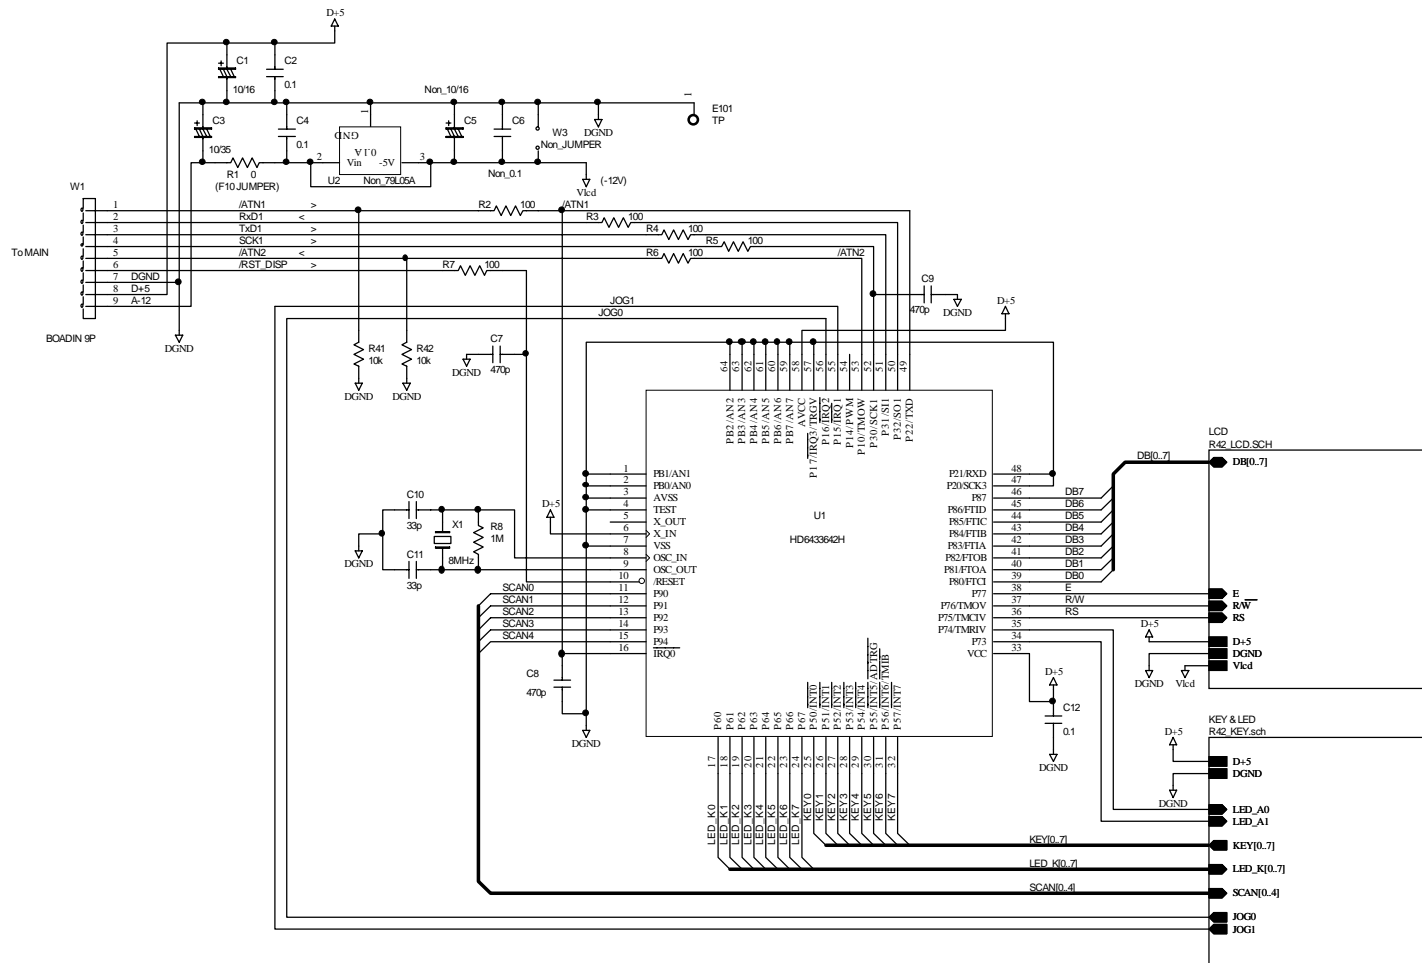 D+5
C1
10/16
C2
0.1
Non_10/16
1
E101
TP
C3
10/35
C4
0.1
1
GND
0.1A
Vin
-5V
2
3
U2
Non_79L05A
C5
C6
Non_0.1
W3
Non_JUMPER
DGND
R1
0
(F10 JUMPER)
Vlcd
(-12V)
W1
To MAIN
BOADIN 9P
1
/ATN1
>
R2
100
/ATN1
2
RxD1
<
R3
100
3
TxD1
>
R4
100
4
SCK1
>
R5
100
5
/ATN2
<
R6
100
/ATN2
6
/RST_DISP
>
R7
100
7
DGND
8
D+5
9
A-12
DGND
JOG1
JOG0
C9
470p
DGND
D+5
R41
10k
DGND
R42
10k
DGND
C7
470p
DGND
64
63
62
61
60
59
58
57
56
55
54
53
52
51
50
49
PB2/AN2
PB3/AN3
PB4/AN4
PB5/AN5
PB6/AN6
PB7/AN7
AVCC
P17/IRQ3/TRGV
P16/IRQ2
P15/IRQ1
P14/PWM
P10/TMOW
P30/SCK1
P31/SI1
P32/SO1
P22/TXD
1
PB1/AN1
2
PB0/AN0
3
AVSS
4
TEST
5
X_OUT
6
X_IN
7
VSS
8
OSC_IN
9
OSC_OUT
10
/RESET
11
P90
12
P91
13
P92
14
P93
15
P94
16
IRQ0
U1
HD6433642H
P21/RXD
48
P20/SCK3
47
P87
46
DB7
P86/FTID
45
DB6
P85/FTIC
44
DB5
P84/FTIB
43
DB4
P83/FTIA
42
DB3
P82/FTOB
41
DB2
P81/FTOA
40
DB1
P80/FTCI
39
DB0
P77
38
E
P76/TMOV
37
R/W
P75/TMCIV
36
RS
P74/TMRIV
35
P73
34
VCC
33
D+5
C10
33p
X1
8MHz
R8
1M
C11
33p
DGND
SCAN0
SCAN1
SCAN2
SCAN3
SCAN4
C8
470p
DGND
P60
P61
P62
P63
P64
P65
P66
P67
P50/INT0
P51/INT1
P52/INT2
P53/INT3
P54/INT4
P55/INT5/ADTRG
P56/INT6/TMIB
P57/INT7
17
18
19
20
21
22
23
24
25
26
27
28
29
30
31
32
LED_K0
LED_K1
LED_K2
LED_K3
LED_K4
LED_K5
LED_K6
LED_K7
KEY0
KEY1
KEY2
KEY3
KEY4
KEY5
KEY6
KEY7
D+5
C12
0.1
DGND
DB[0..7]
LCD
R42_LCD.SCH
DB[0..7]
E
R/W
RS
D+5
D+5
DGND
DGND
Vlcd
Vlcd
KEY & LED
R42_KEY.sch
D+5
D+5
DGND
DGND
LED_A0
LED_A1
KEY[0..7]
KEY[0..7]
LED_K[0..7]
LED_K[0..7]
SCAN[0..4]
SCAN[0..4]
JOG0
JOG1